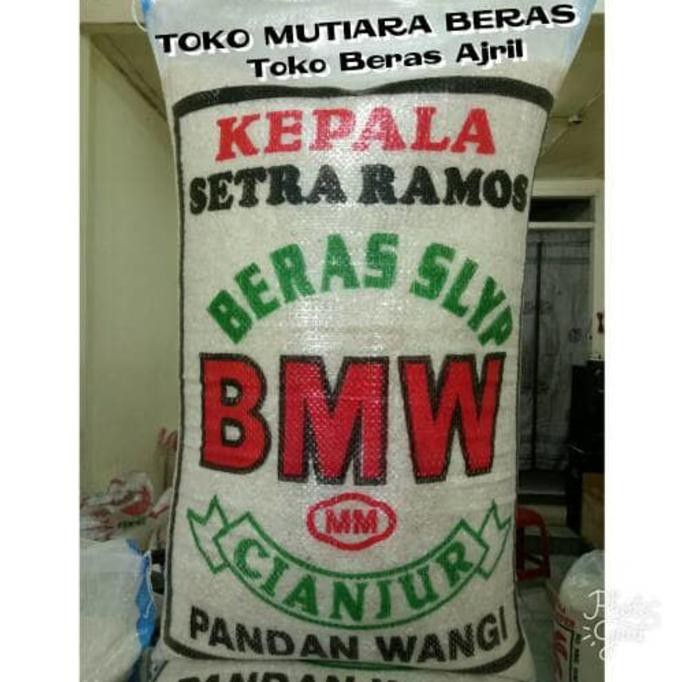 TOKO MUTIARA BERAS
Toko Beras Ajril
KEPALA
SETRA RAMOS
BERAS SLYP
BMW
MM
CIANJUR
PANDAN WANGI